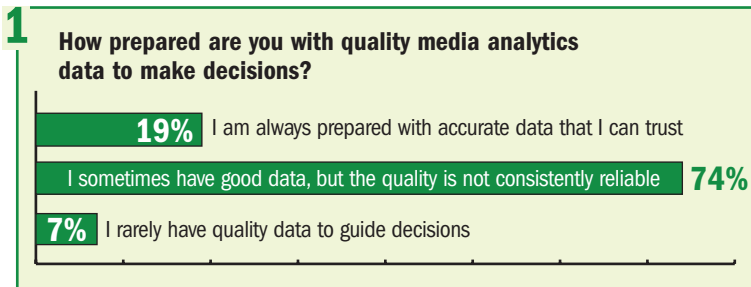 1
How prepared are you with quality media analytics
data to make decisions?
19% I am always prepared with accurate data that I can trust
I sometimes have good data, but the quality is not consistently reliable 74%
7% I rarely have quality data to guide decisions